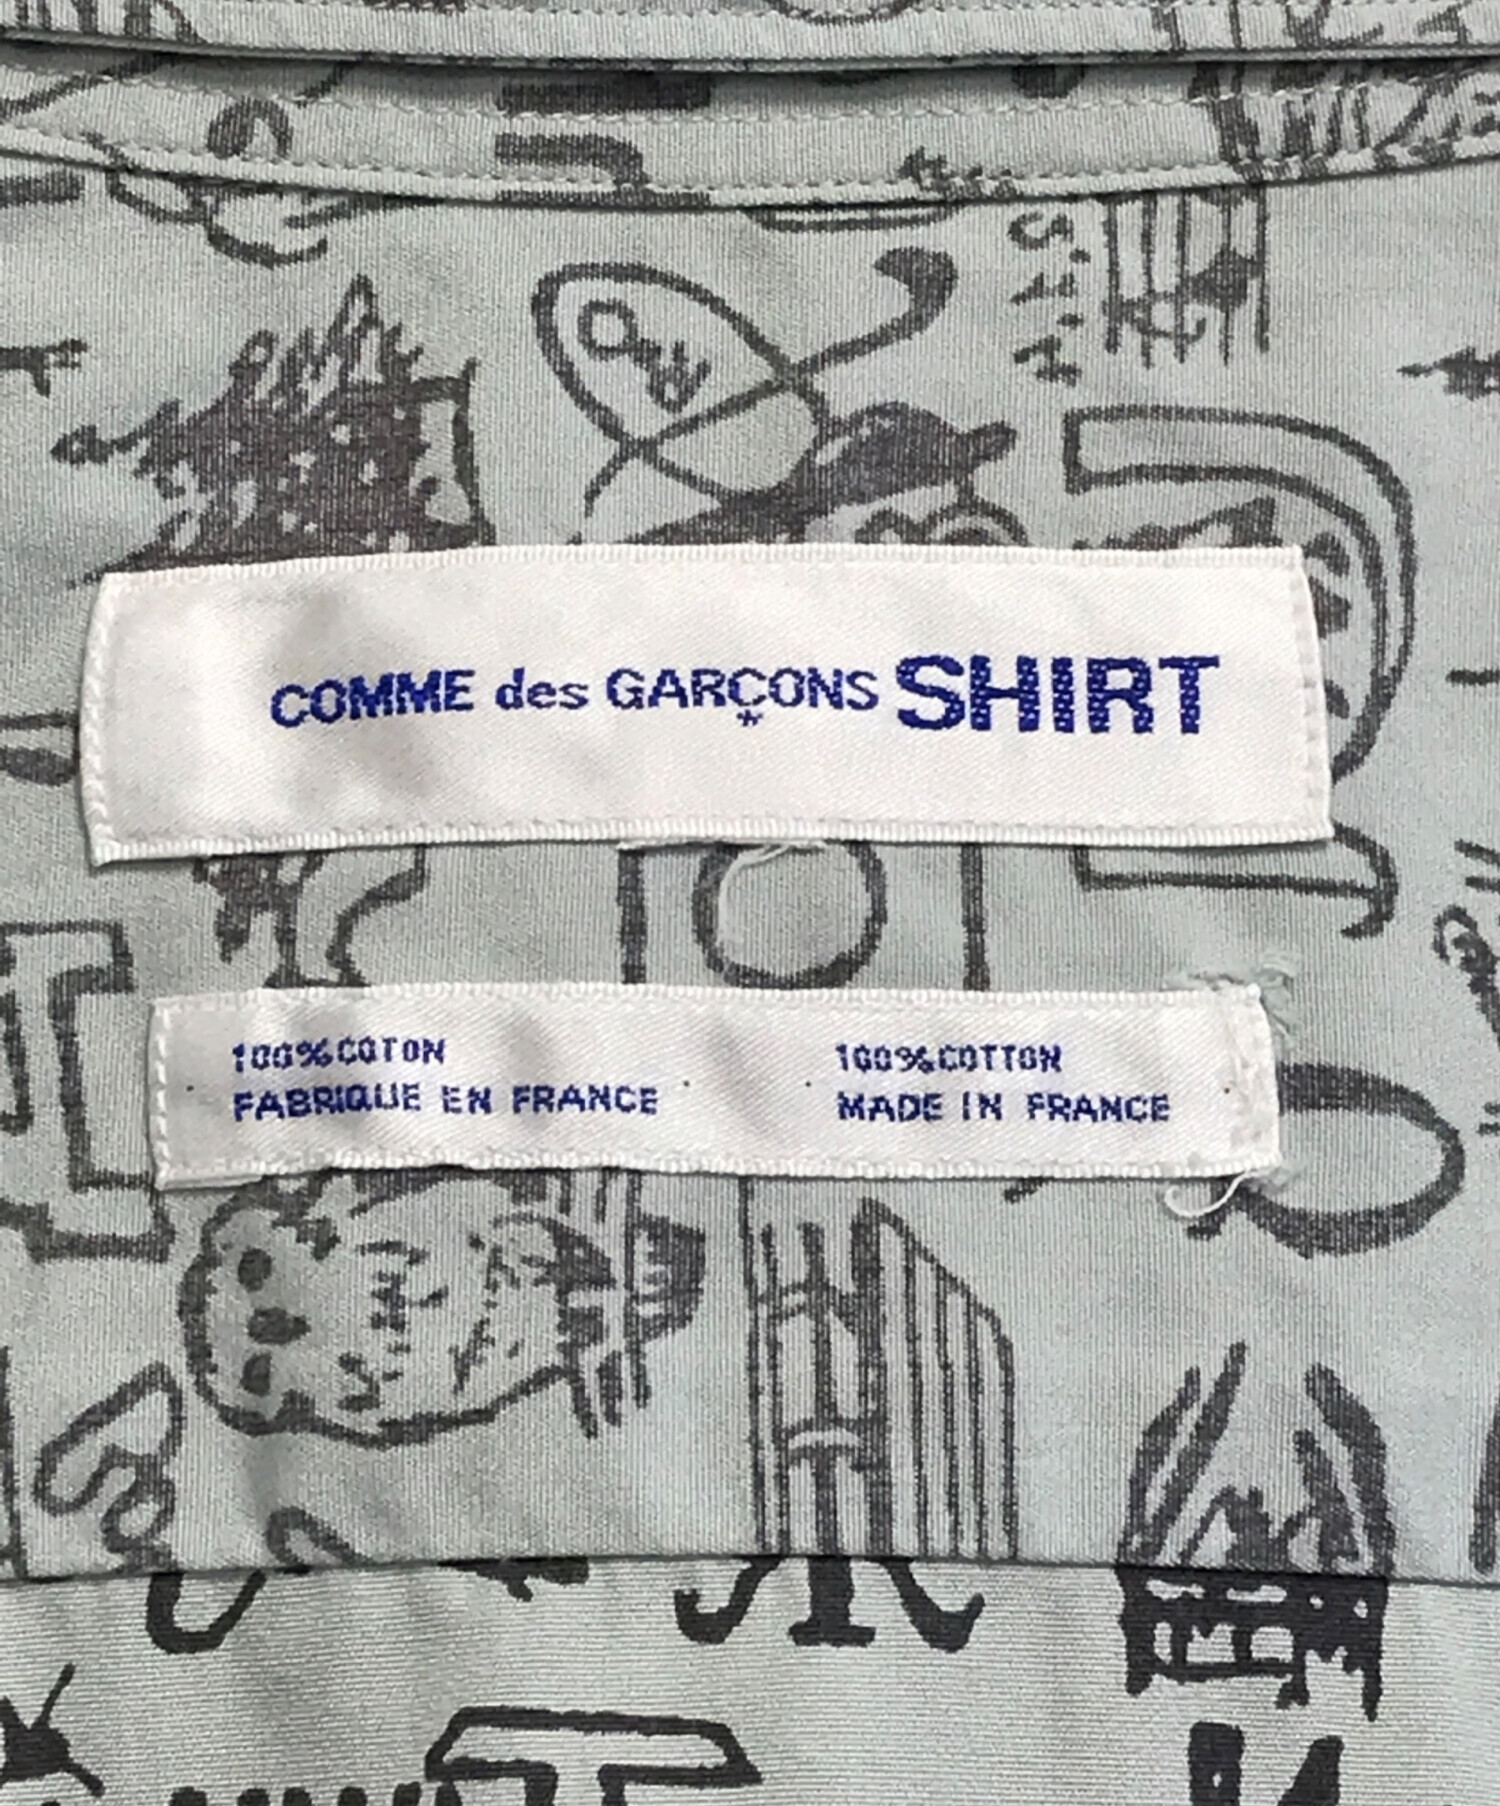 COMME des GARÇONS SHIRT
100%COTON
FABRIQUE EN FRANCE
100%COTTON
MADE IN FRANCE